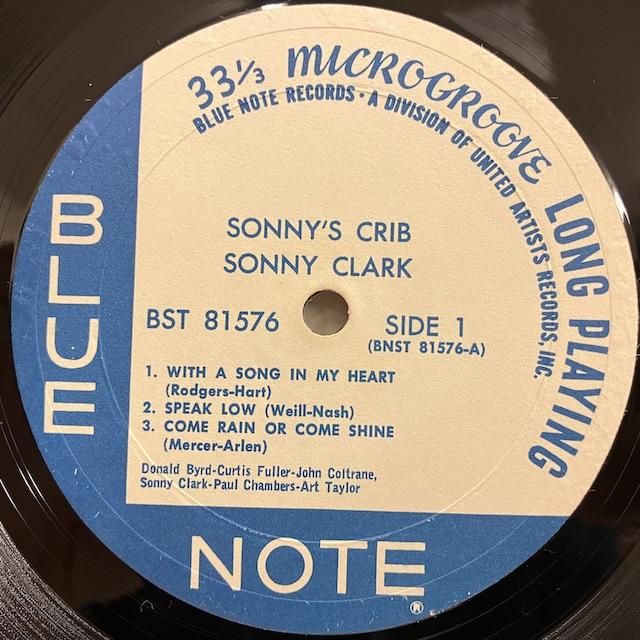 33⅓ MICROGROOVE LONG PLAYING
BLUE NOTE RECORDS · A DIVISION OF UNITED ARTISTS RECORDS, INC.
BLUE
SONNY'S CRIB
SONNY CLARK
BST 81576
SIDE 1
(BNST 81576-A)
1. WITH A SONG IN MY HEART
(Rodgers-Hart)
2. SPEAK LOW (Weill-Nash)
3. COME RAIN OR COME SHINE
(Mercer-Arlen)
Donald Byrd-Curtis Fuller-John Coltrane,
Sonny Clark-Paul Chambers-Art Taylor
NOTE®